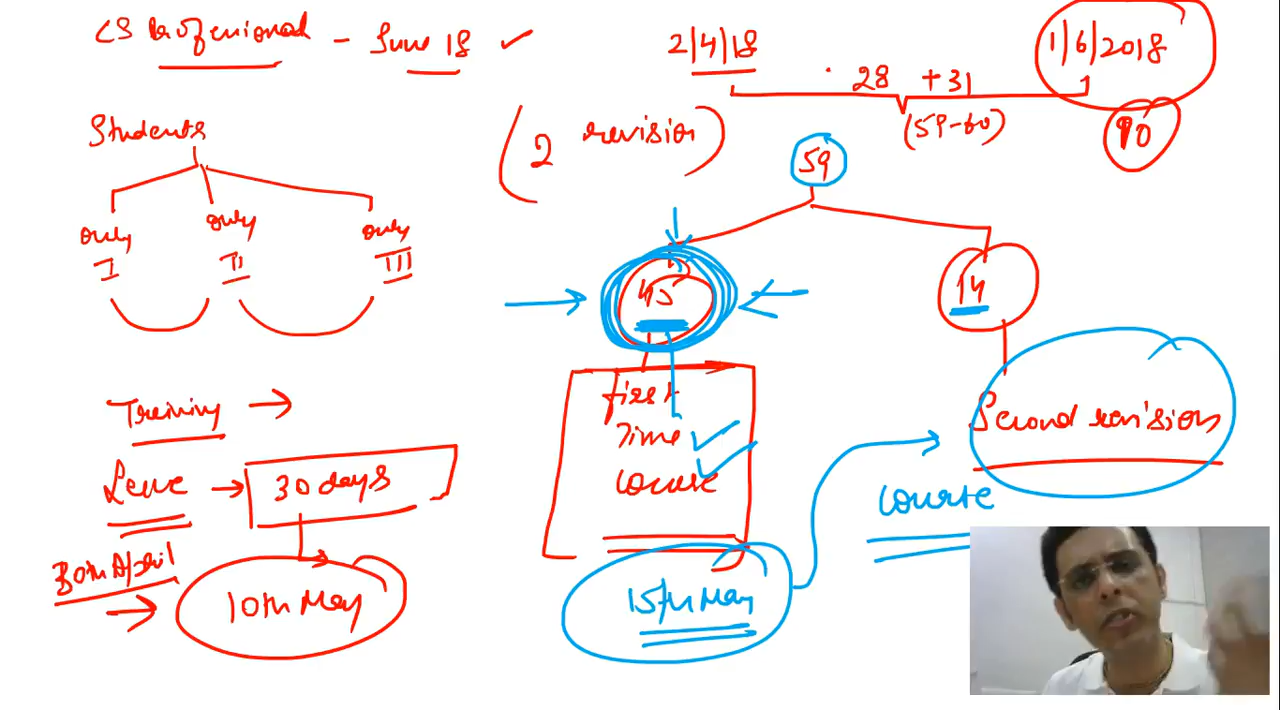 CS Professional - June 18
2/4/18
1/6/2018
28 +31 1
(59-60)
90
Students
(2 revision)
59
only I
only II
only III
45
14
First
Time
course
Second revision
Training →
Leave → 30 days
30th April
→ 10th May
15th May
course